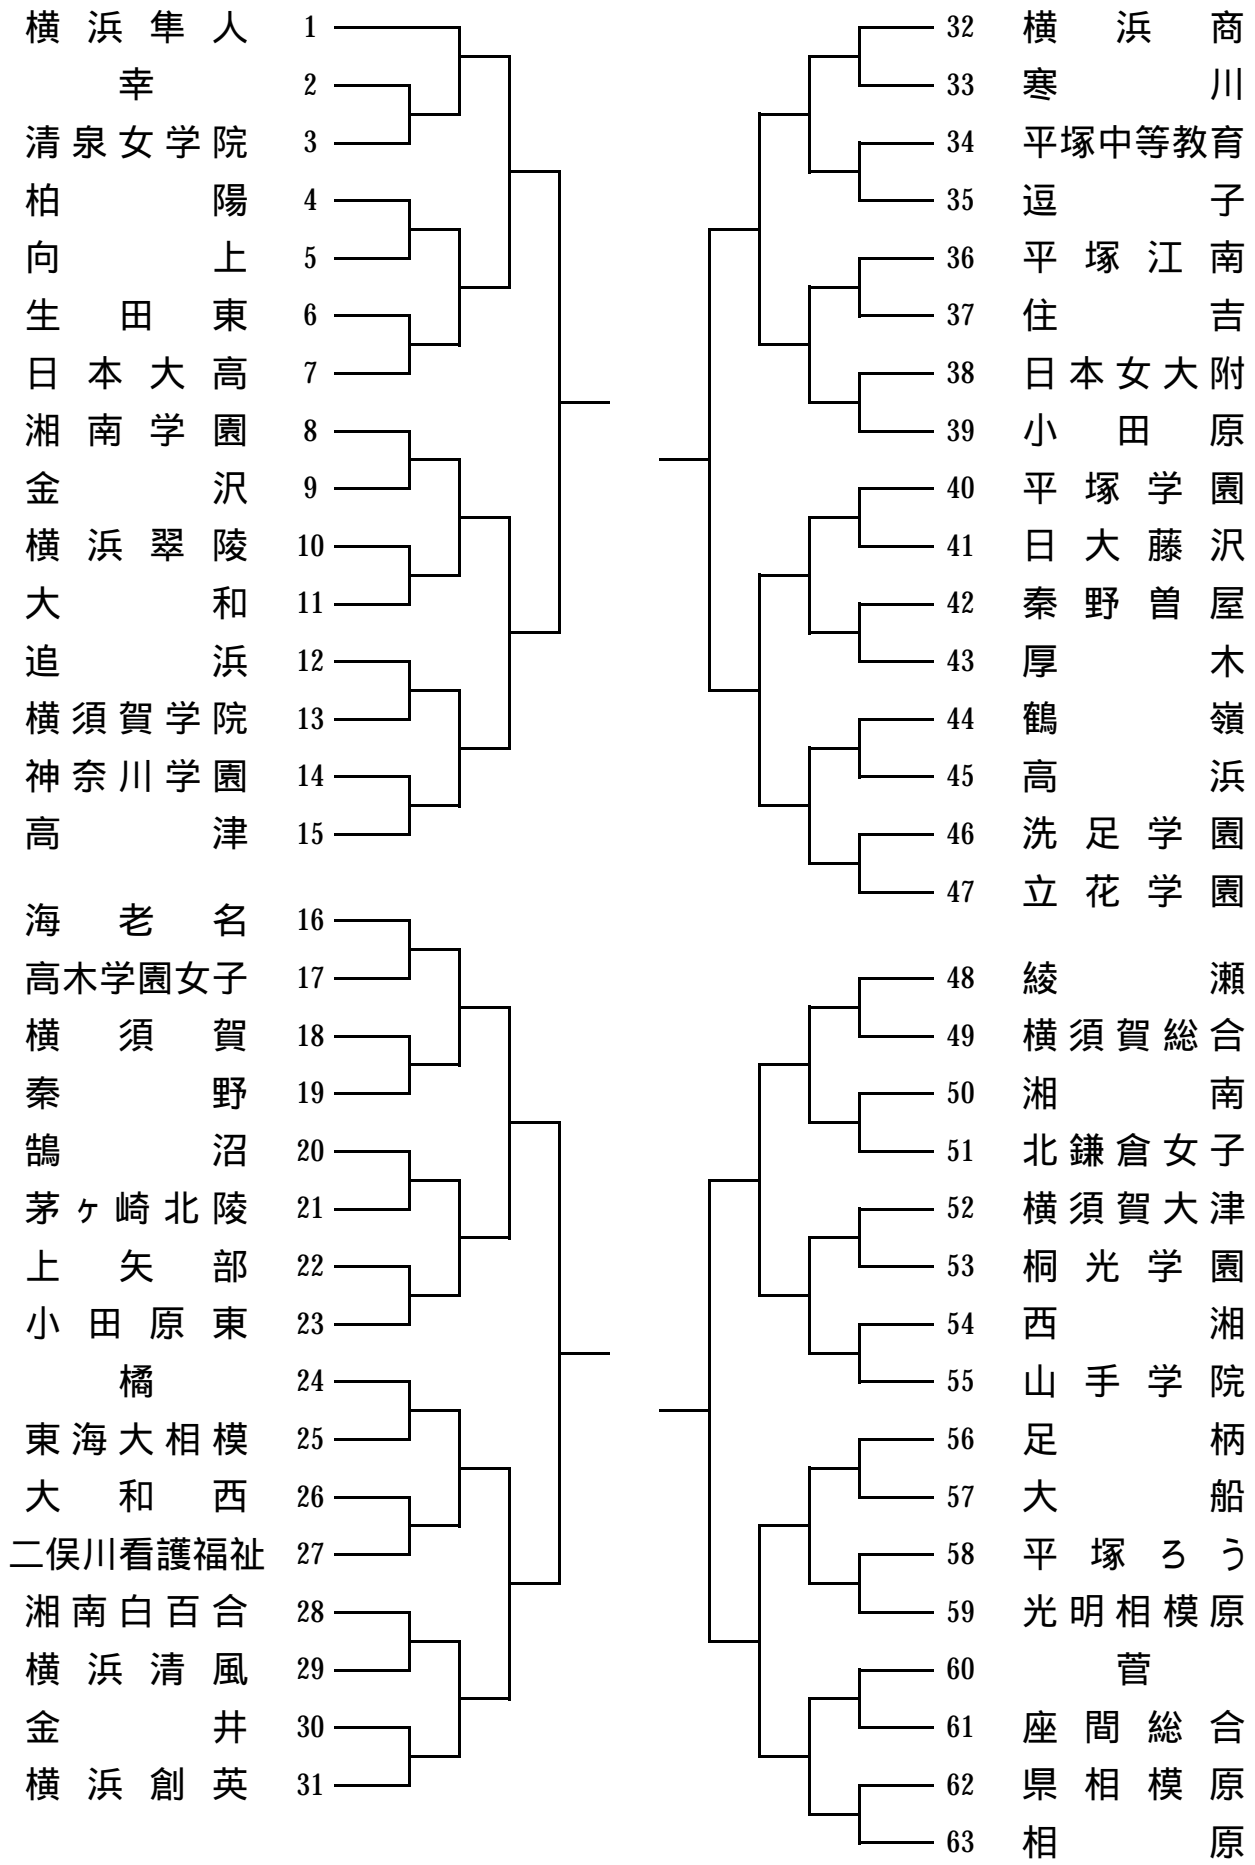 横浜隼人 1
幸 2
清泉女学院 3
柏陽 4
向上 5
生田東 6
日本大高 7
湘南学園 8
金沢 9
横浜翠陵 10
大和 11
追浜 12
横須賀学院 13
神奈川学園 14
高津 15
海老名 16
高木学園女子 17
横須賀 18
秦野 19
鵠沼 20
茅ヶ崎北陵 21
上矢部 22
小田原東 23
橘 24
東海大相模 25
大和西 26
二俣川看護福祉 27
湘南白百合 28
横浜清風 29
金井 30
横浜創英 31
32 横浜商
33 寒川
34 平塚中等教育
35 逗子
36 平塚江南
37 住吉
38 日本女大附
39 小田原
40 平塚学園
41 日大藤沢
42 秦野曽屋
43 厚木
44 鶴嶺
45 高浜
46 洗足学園
47 立花学園
48 綾瀬
49 横須賀総合
50 湘南
51 北鎌倉女子
52 横須賀大津
53 桐光学園
54 西湘
55 山手学院
56 足柄
57 大船
58 平塚ろう
59 光明相模原
60 菅
61 座間総合
62 県相模原
63 相原